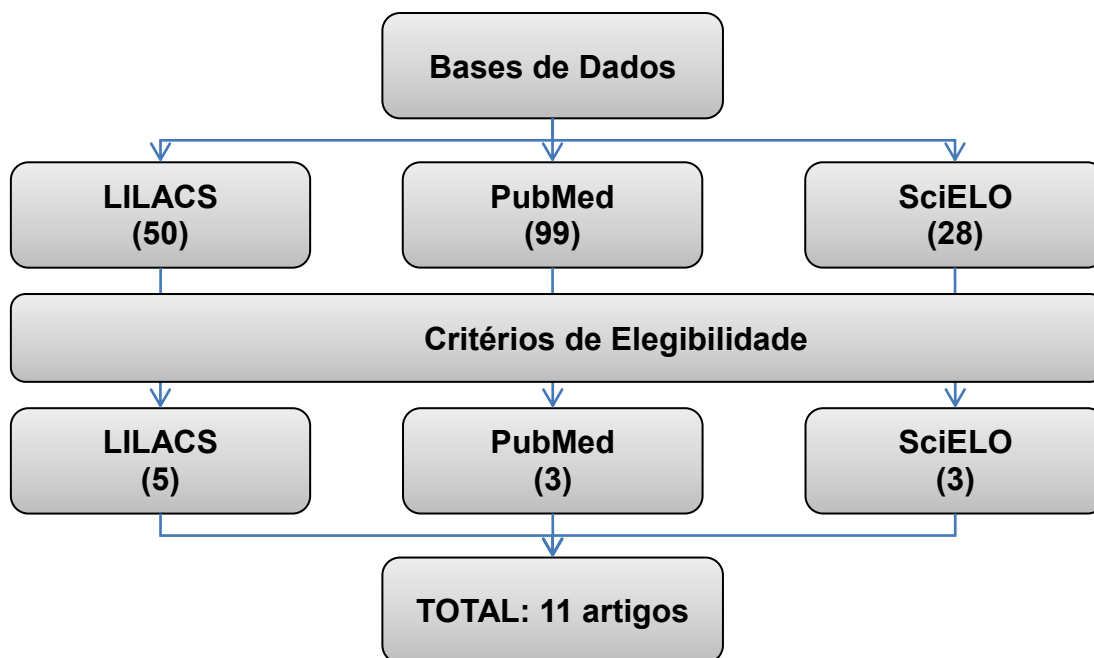 Bases de Dados
LILACS
(50)
PubMed
(99)
SciELO
(28)
Critérios de Elegibilidade
LILACS
(5)
PubMed
(3)
SciELO
(3)
TOTAL: 11 artigos